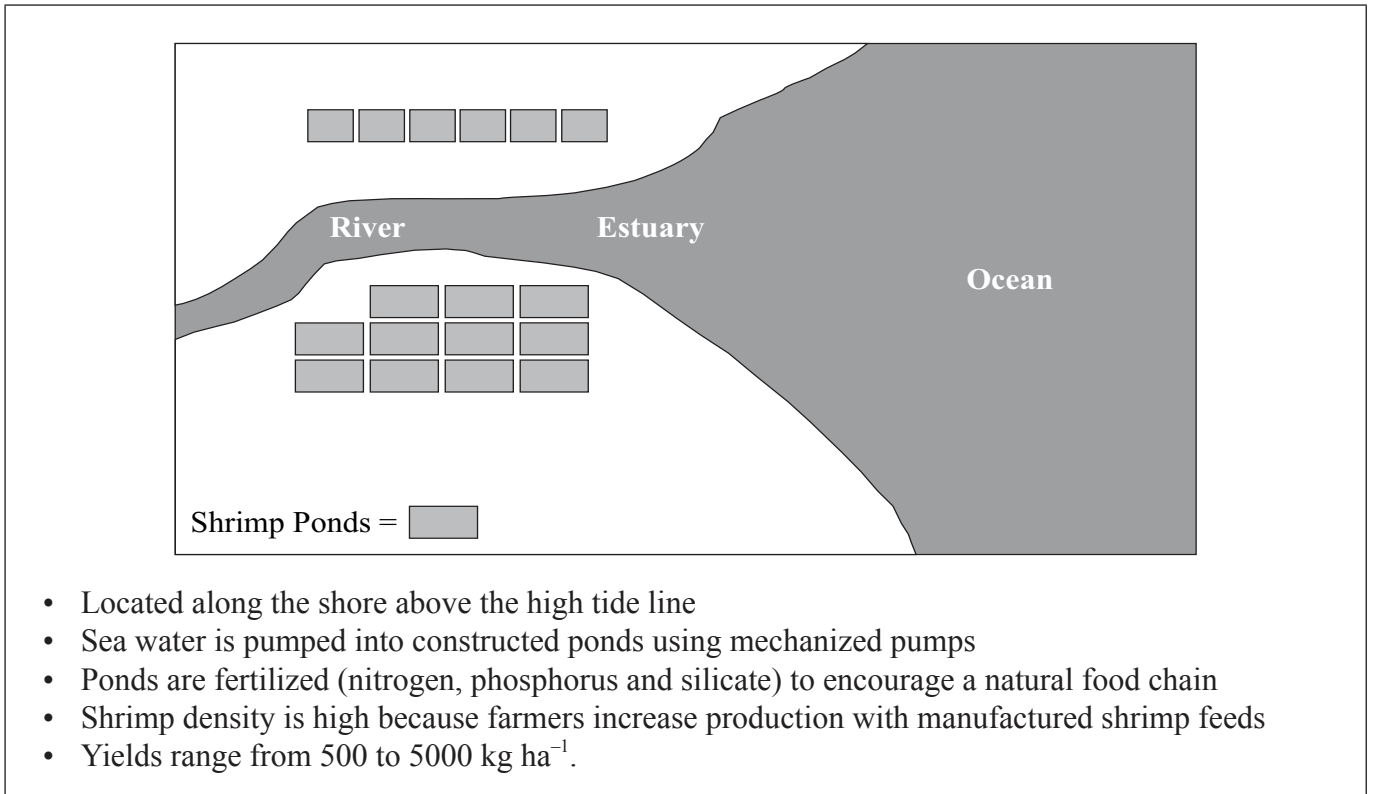 River
Estuary
Ocean
Shrimp Ponds =
• Located along the shore above the high tide line
• Sea water is pumped into constructed ponds using mechanized pumps
• Ponds are fertilized (nitrogen, phosphorus and silicate) to encourage a natural food chain
• Shrimp density is high because farmers increase production with manufactured shrimp feeds
• Yields range from 500 to 5000 kg ha⁻¹.